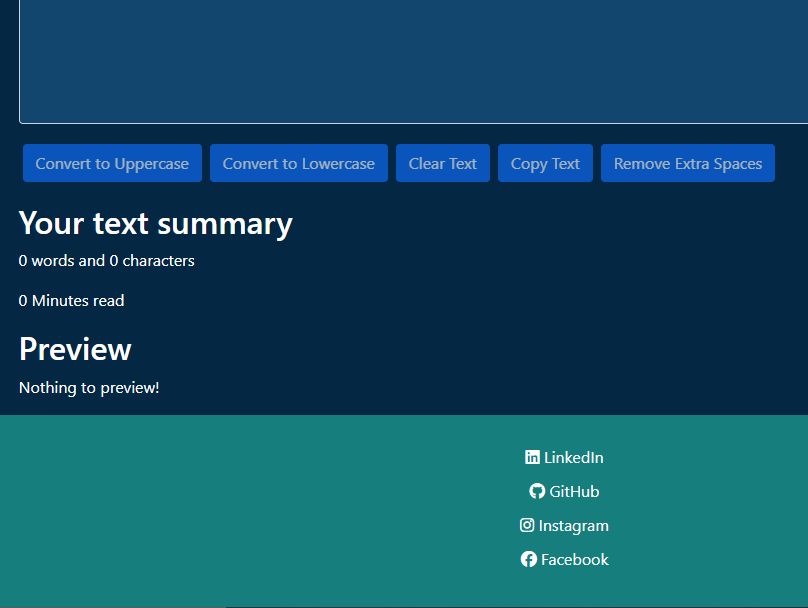 Convert to Uppercase Convert to Lowercase Clear Text Copy Text Remove Extra Spaces
Your text summary
0 words and 0 characters
0 Minutes read
Preview
Nothing to preview!
LinkedIn
GitHub
Instagram
Facebook